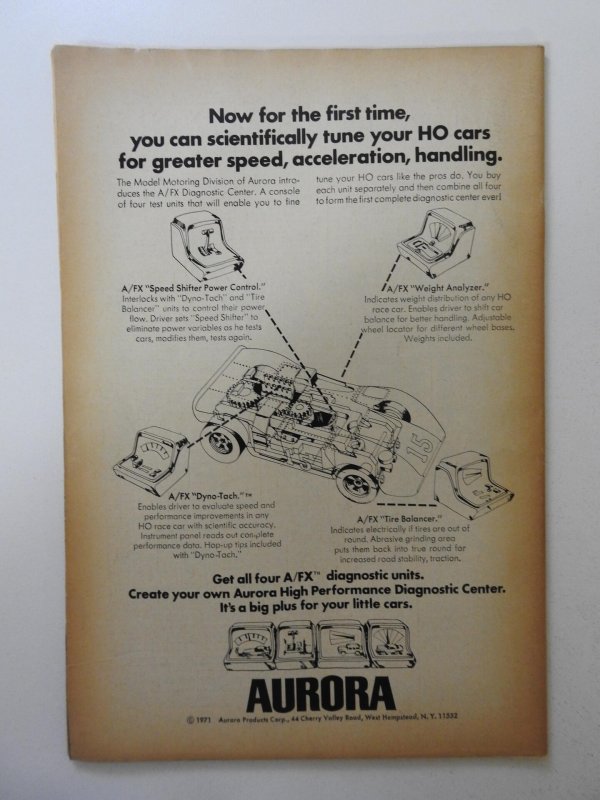 Now for the first time,
you can scientifically tune your HO cars
for greater speed, acceleration, handling.
The Model Motoring Division of Aurora intro-
duces the A/FX Diagnostic Center. A console
of four test units that will enable you to fine
tune your HO cars like the pros do. You buy
each unit separately and then combine all four
to form the first complete diagnostic center ever!
A/FX "Speed Shifter Power Control."
Interlocks with "Dyno-Tach" and "Tire
Balancer" units to control their power
flow. Driver sets "Speed Shifter" to
eliminate power variables as he tests
cars, modifies them, tests again.
A/FX "Weight Analyzer."
Indicates weight distribution of any HO
race car. Enables driver to shift car
balance for better handling. Adjustable
wheel locator for different wheel bases.
Weights included.
15
A/FX "Dyno-Tach."™
Enables driver to evaluate speed and
performance improvements in any
HO race car with scientific accuracy.
Instrument panel reads out complete
performance data. Hop-up tips included
with "Dyno-Tach."
A/FX "Tire Balancer."
Indicates electrically if tires are out of
round. Abrasive grinding area
puts them back into true round for
increased road stability, traction.
Get all four A/FX™ diagnostic units.
Create your own Aurora High Performance Diagnostic Center.
It's a big plus for your little cars.
AURORA
© 1971 Aurora Products Corp., 44 Cherry Valley Road, West Hempstead, N. Y. 11552